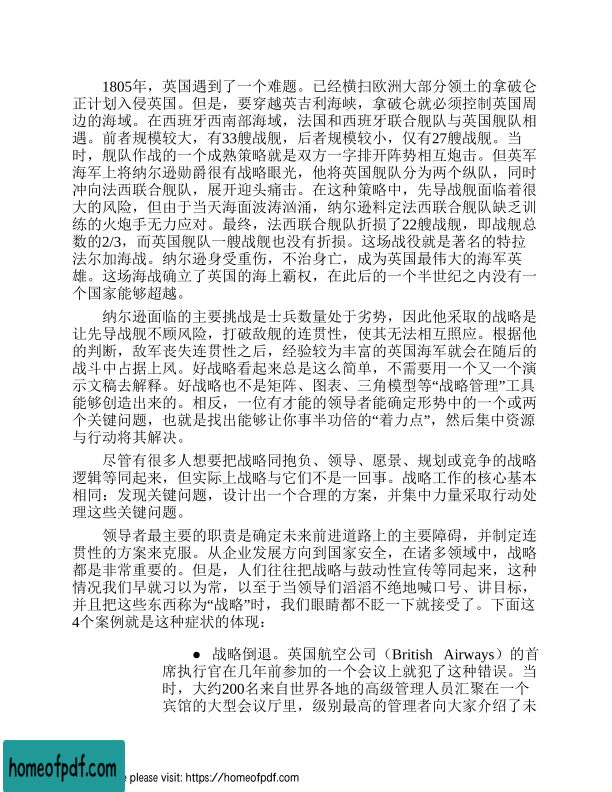 1805年，英国遇到了一个难题。已经横扫欧洲大部分领土的拿破仑
正计划入侵英国。但是，要穿越英吉利海峡，拿破仑就必须控制英国周
边的海域。在西班牙西南部海域，法国和西班牙联合舰队与英国舰队相
遇。前者规模较大，有33艘战舰，后者规模较小，仅有27艘战舰。当
时，舰队作战的一个成熟策略就是双方一字排开阵势相互炮击。但英军
海军上将纳尔逊勋爵很有战略眼光，他将英国舰队分为两个纵队，同时
冲向法西联合舰队，展开迎头痛击。在这种策略中，先导战舰面临着很
大的风险，但由于当天海面波涛汹涌，纳尔逊料定法西联合舰队缺乏训
练的火炮手无力应对。最终，法西联合舰队折损了22艘战舰，即战舰总
数的2/3，而英国舰队一艘战舰也没有折损。这场战役就是著名的特拉
法尔加海战。纳尔逊身受重伤，不治身亡，成为英国最伟大的海军英
雄。这场海战确立了英国的海上霸权，在此后的一个半世纪之内没有一
个国家能够超越。
纳尔逊面临的主要挑战是士兵数量处于劣势，因此他采取的战略是
让先导战舰不顾风险，打破敌舰的连贯性，使其无法相互照应。根据他
的判断，敌军丧失连贯性之后，经验较为丰富的英国海军就会在随后的
战斗中占据上风。好战略看起来总是这么简单，不需要用一个又一个演
示文稿去解释。好战略也不是矩阵、图表、三角模型等“战略管理”工具
能够创造出来的。相反，一位有才能的领导者能确定形势中的一个或两
个关键问题，也就是找出能够让你事半功倍的“着力点”，然后集中资源
与行动将其解决。
尽管有很多人想要把战略同抱负、领导、愿景、规划或竞争的战略
逻辑等同起来，但实际上战略与它们不是一回事。战略工作的核心基本
相同：发现关键问题，设计出一个合理的方案，并集中力量采取行动处
理这些关键问题。
领导者最主要的职责是确定未来前进道路上的主要障碍，并制定连
贯性的方案来克服。从企业发展方向到国家安全，在诸多领域中，战略
都是非常重要的。但是，人们往往把战略与鼓动性宣传等同起来，这种
情况我们早就习以为常，以至于当领导们滔滔不绝地喊口号、讲目标，
并且把这些东西称为“战略”时，我们眼睛都不眨一下就接受了。下面这
4个案例就是这种症状的体现：
● 战略倒退。英国航空公司（British Airways）的首
席执行官在几年前参加的一个会议上就犯了这种错误。当
时，大约200名来自世界各地的高级管理人员汇聚在一个
宾馆的大型会议厅里，级别最高的管理者向大家介绍了未
homeofpdf.com
please visit: https://homeofpdf.com